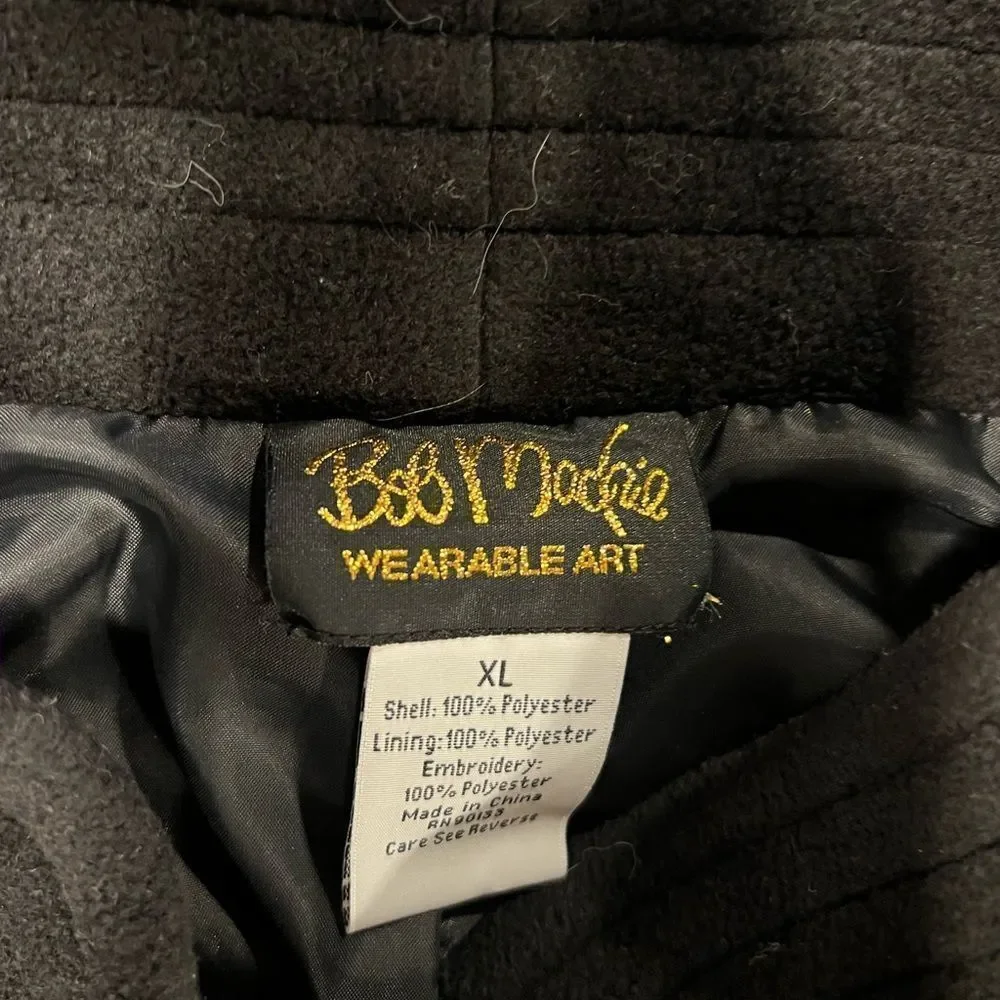 Bob Mackie
WEARABLE ART
XL
Shell: 100% Polyester
Lining:100% Polyester
Embroidery:
100% Polyester
Made in China
RN90133
Care See Reverse